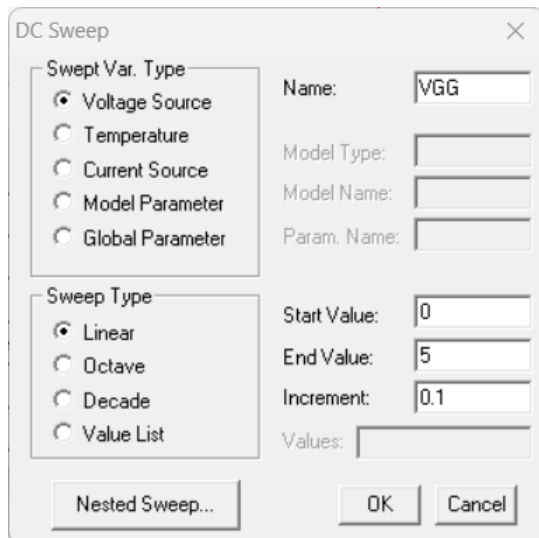 DC Sweep
Swept Var. Type
Voltage Source
Temperature
Current Source
Model Parameter
Global Parameter
Name: VGG
Model Type:
Model Name:
Param. Name:
Sweep Type
Linear
Octave
Decade
Value List
Start Value: 0
End Value: 5
Increment: 0.1
Values:
Nested Sweep...
OK
Cancel